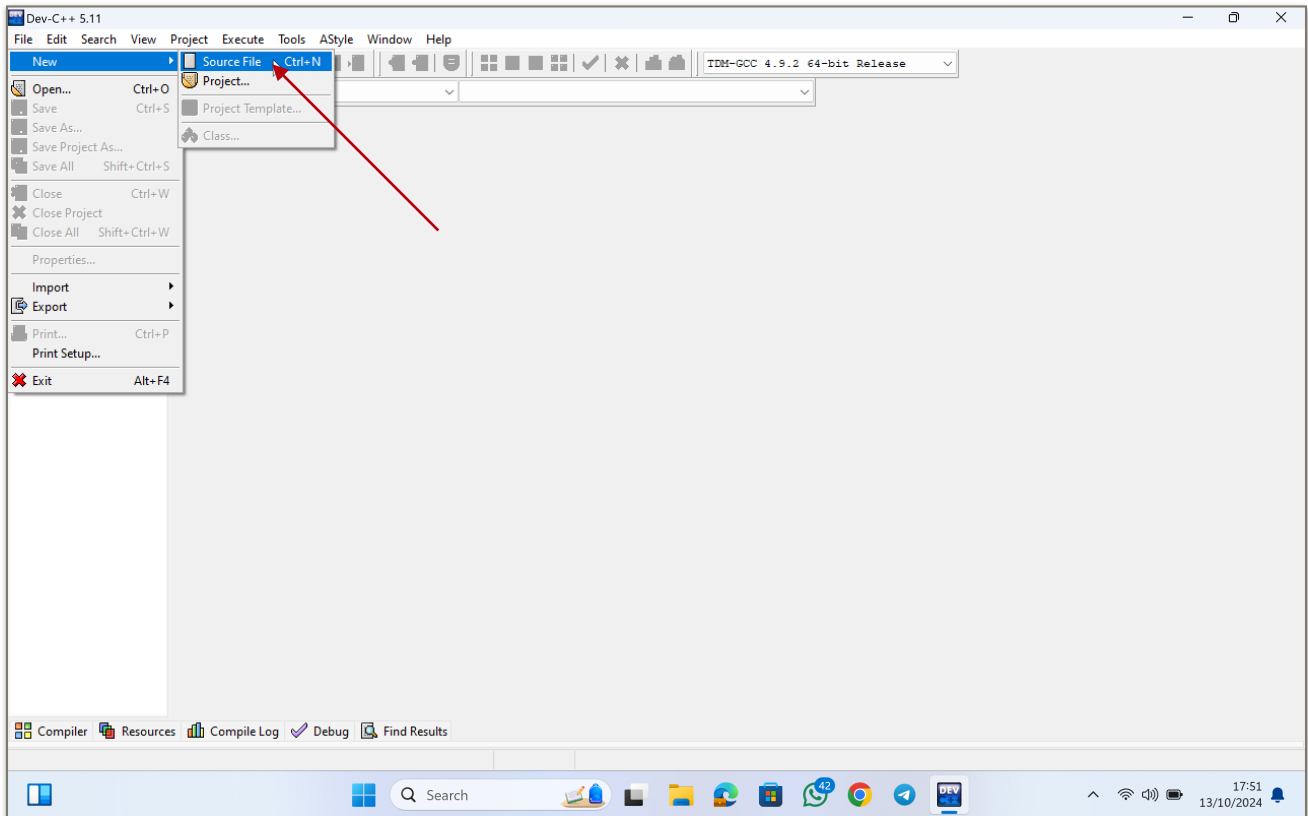 Dev-C++ 5.11
File Edit Search View Project Execute Tools AStyle Window Help
New
Source File Ctrl+N
Project...
Project Template...
Class...
TDM-GCC 4.9.2 64-bit Release
Open... Ctrl+O
Save Ctrl+S
Save As...
Save Project As...
Save All Shift+Ctrl+S
Close Ctrl+W
Close Project
Close All Shift+Ctrl+W
Properties...
Import
Export
Print... Ctrl+P
Print Setup...
Exit Alt+F4
Compiler Resources Compile Log Debug Find Results
Search
42
DEV
17:51
13/10/2024